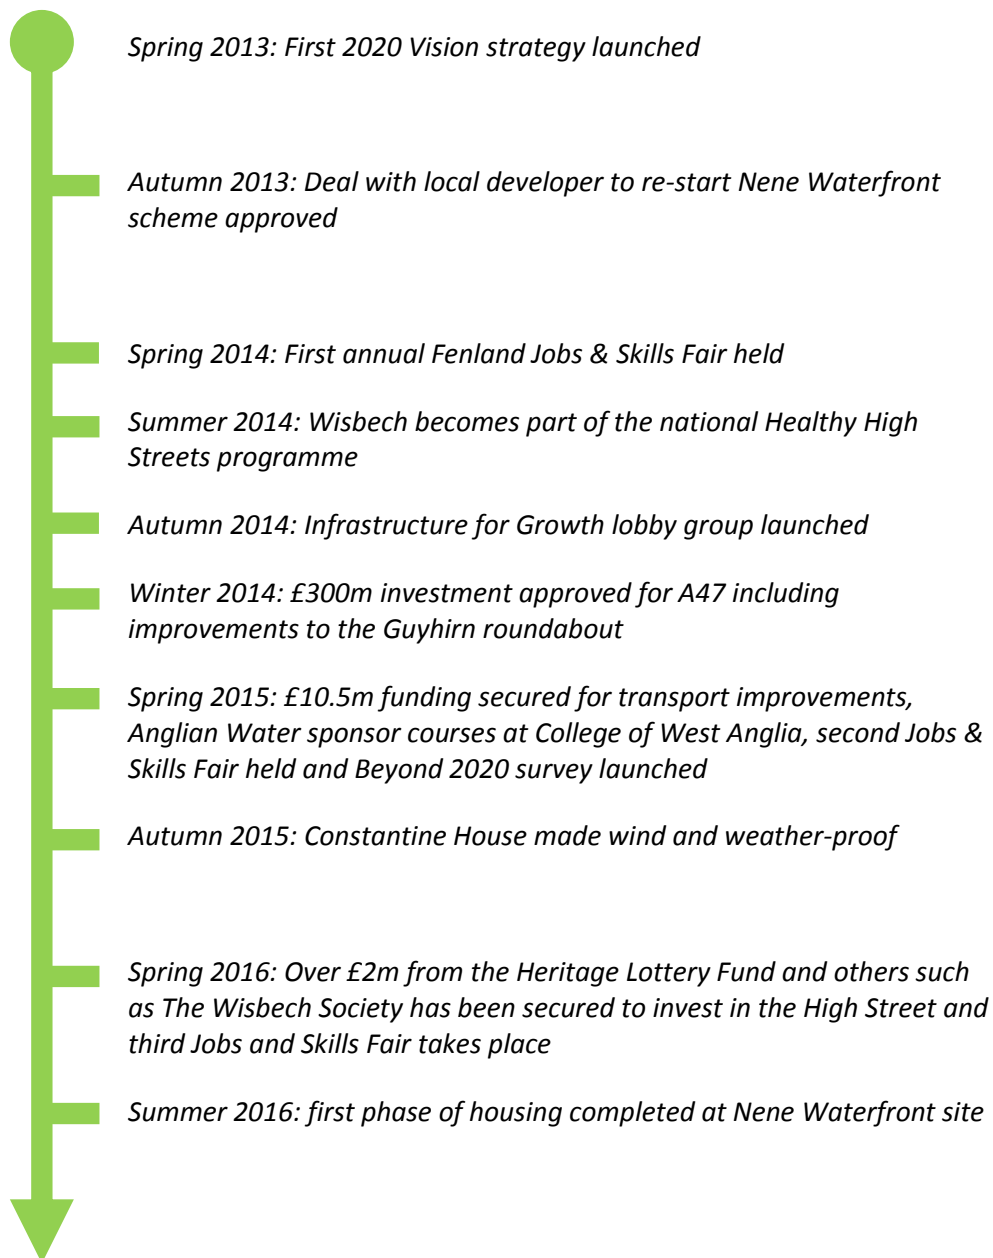 Spring 2013: First 2020 Vision strategy launched
Autumn 2013: Deal with local developer to re-start Nene Waterfront
scheme approved
Spring 2014: First annual Fenland Jobs & Skills Fair held
Summer 2014: Wisbech becomes part of the national Healthy High
Streets programme
Autumn 2014: Infrastructure for Growth lobby group launched
Winter 2014: £300m investment approved for A47 including
improvements to the Guyhirn roundabout
Spring 2015: £10.5m funding secured for transport improvements,
Anglian Water sponsor courses at College of West Anglia, second Jobs &
Skills Fair held and Beyond 2020 survey launched
Autumn 2015: Constantine House made wind and weather-proof
Spring 2016: Over £2m from the Heritage Lottery Fund and others such
as The Wisbech Society has been secured to invest in the High Street and
third Jobs and Skills Fair takes place
Summer 2016: first phase of housing completed at Nene Waterfront site